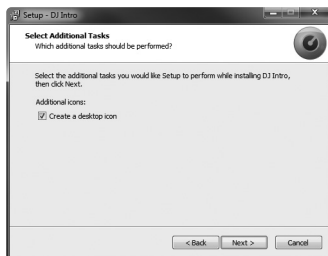 Setup - DJ Intro
Select Additional Tasks
Which additional tasks should be performed?
Select the additional tasks you would like Setup to perform while installing DJ Intro,
then click Next.
Additional icons:
Create a desktop icon
< Back Next > Cancel